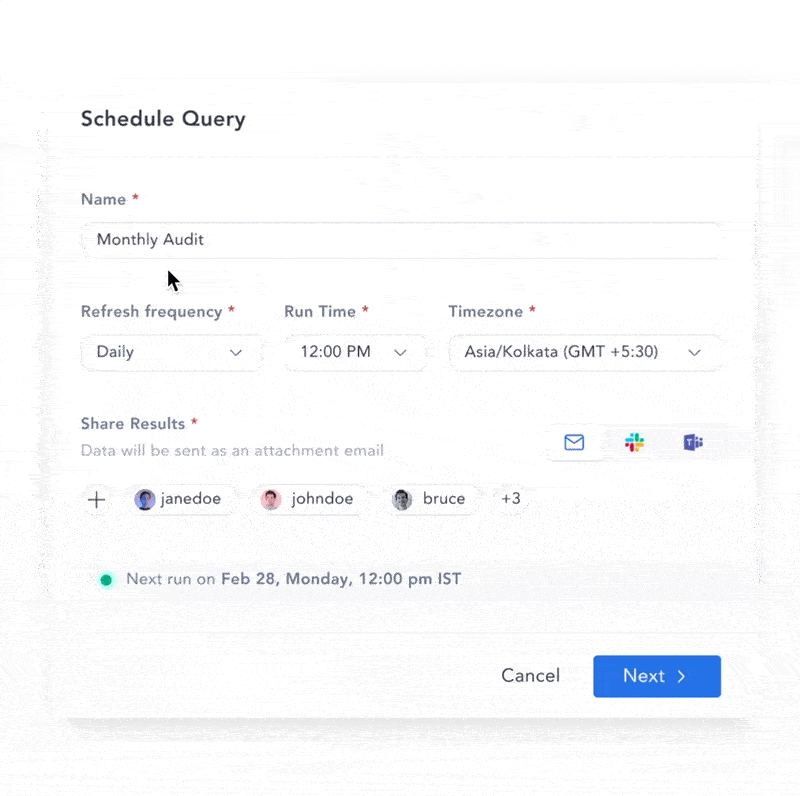 Schedule Query
Name *
Monthly Audit
Refresh frequency * Run Time * Timezone *
Daily 12:00 PM Asia/Kolkata (GMT +5:30)
Share Results *
Data will be sent as an attachment email
janedoe johndoe bruce +3
Next run on Feb 28, Monday, 12:00 pm IST
Cancel Next